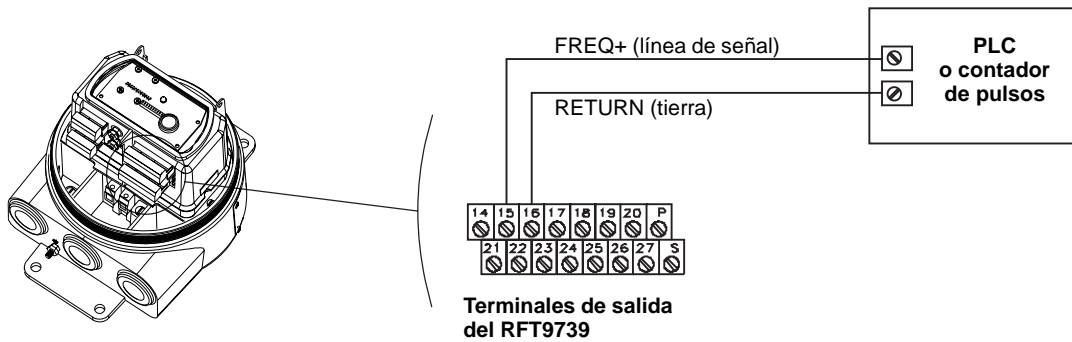 FREQ+ (línea de señal)
PLC
o contador
de pulsos
RETURN (tierra)
14 15 16 17 18 19 20 P
21 22 23 24 25 26 27 S
Terminales de salida
del RFT9739